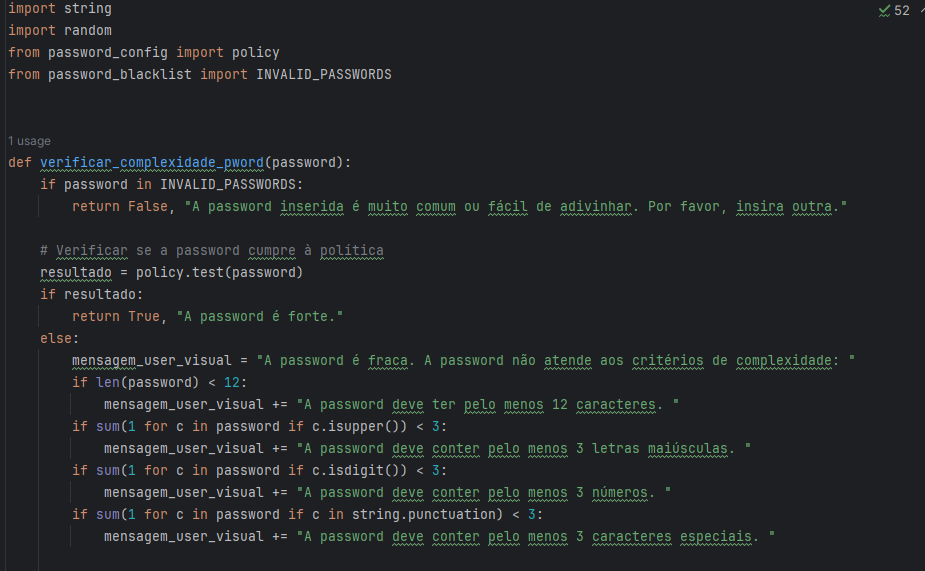 import string
52
import random
from password_config import policy
from password_blacklist import INVALID_PASSWORDS
1 usage
def verificar_complexidade_pword(password):
if password in INVALID_PASSWORDS:
return False, "A password inserida é muito comum ou fácil de adivinhar. Por favor, insira outra."
# Verificar se a password cumpre à política
resultado = policy.test(password)
if resultado:
return True, "A password é forte."
else:
mensagem_user_visual = "A password é fraca. A password não atende aos critérios de complexidade: "
if len(password) < 12:
mensagem_user_visual += "A password deve ter pelo menos 12 caracteres. "
if sum(1 for c in password if c.isupper()) < 3:
mensagem_user_visual += "A password deve conter pelo menos 3 letras maiúsculas. "
if sum(1 for c in password if c.isdigit()) < 3:
mensagem_user_visual += "A password deve conter pelo menos 3 números. "
if sum(1 for c in password if c in string.punctuation) < 3:
mensagem_user_visual += "A password deve conter pelo menos 3 caracteres especiais. "